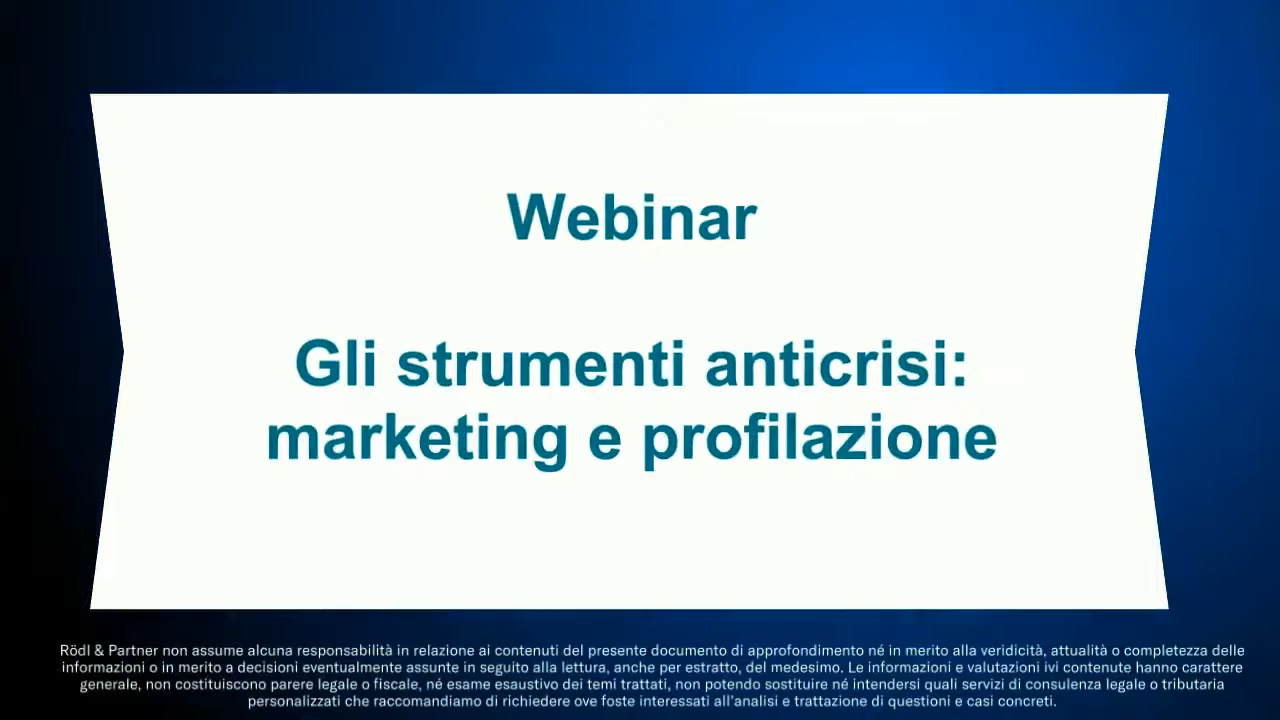 Webinar
Gli strumenti anticrisi:
marketing e profilazione
Rödl & Partner non assume alcuna responsabilità in relazione ai contenuti del presente documento di approfondimento né in merito alla veridicità, attualità o completezza delle
informazioni o in merito a decisioni eventualmente assunte in seguito alla lettura, anche per estratto, del medesimo. Le informazioni e valutazioni ivi contenute hanno carattere
generale, non costituiscono parere legale o fiscale, né esame esaustivo dei temi trattati, non potendo sostituire né intendersi quali servizi di consulenza legale o tributaria
personalizzati che raccomandiamo di richiedere ove foste interessati all'analisi e trattazione di questioni e casi concreti.